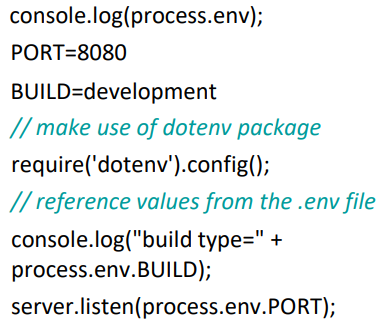 console.log(process.env);
PORT=8080
BUILD=development
// make use of dotenv package
require('dotenv').config();
// reference values from the .env file
console.log("build type=" +
process.env.BUILD);
server.listen(process.env.PORT);